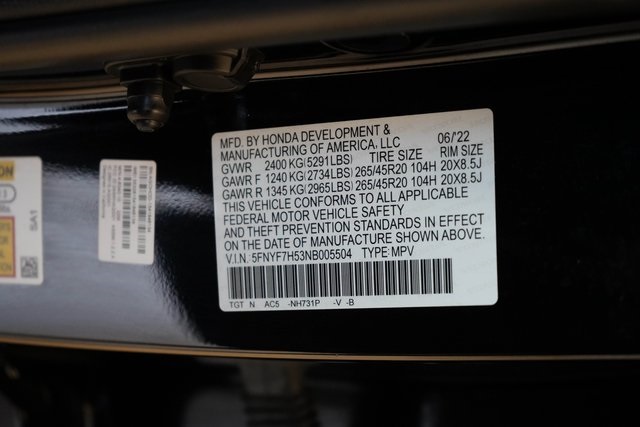 MFD. BY HONDA DEVELOPMENT &
MANUFACTURING OF AMERICA, LLC 06/'22
GVWR 2400 KG(5291LBS) TIRE SIZE RIM SIZE
GAWR F 1240 KG(2734LBS) 265/45R20 104H 20X8.5J
GAWR R 1345 KG(2965LBS) 265/45R20 104H 20X8.5J
THIS VEHICLE CONFORMS TO ALL APPLICABLE
FEDERAL MOTOR VEHICLE SAFETY
AND THEFT PREVENTION STANDARDS IN EFFECT
ON THE DATE OF MANUFACTURE SHOWN ABOVE.
V.I.N.: 5FNYF7H53NB005504 TYPE: MPV
TGT N AC5 -NH731P -V -B
SA1